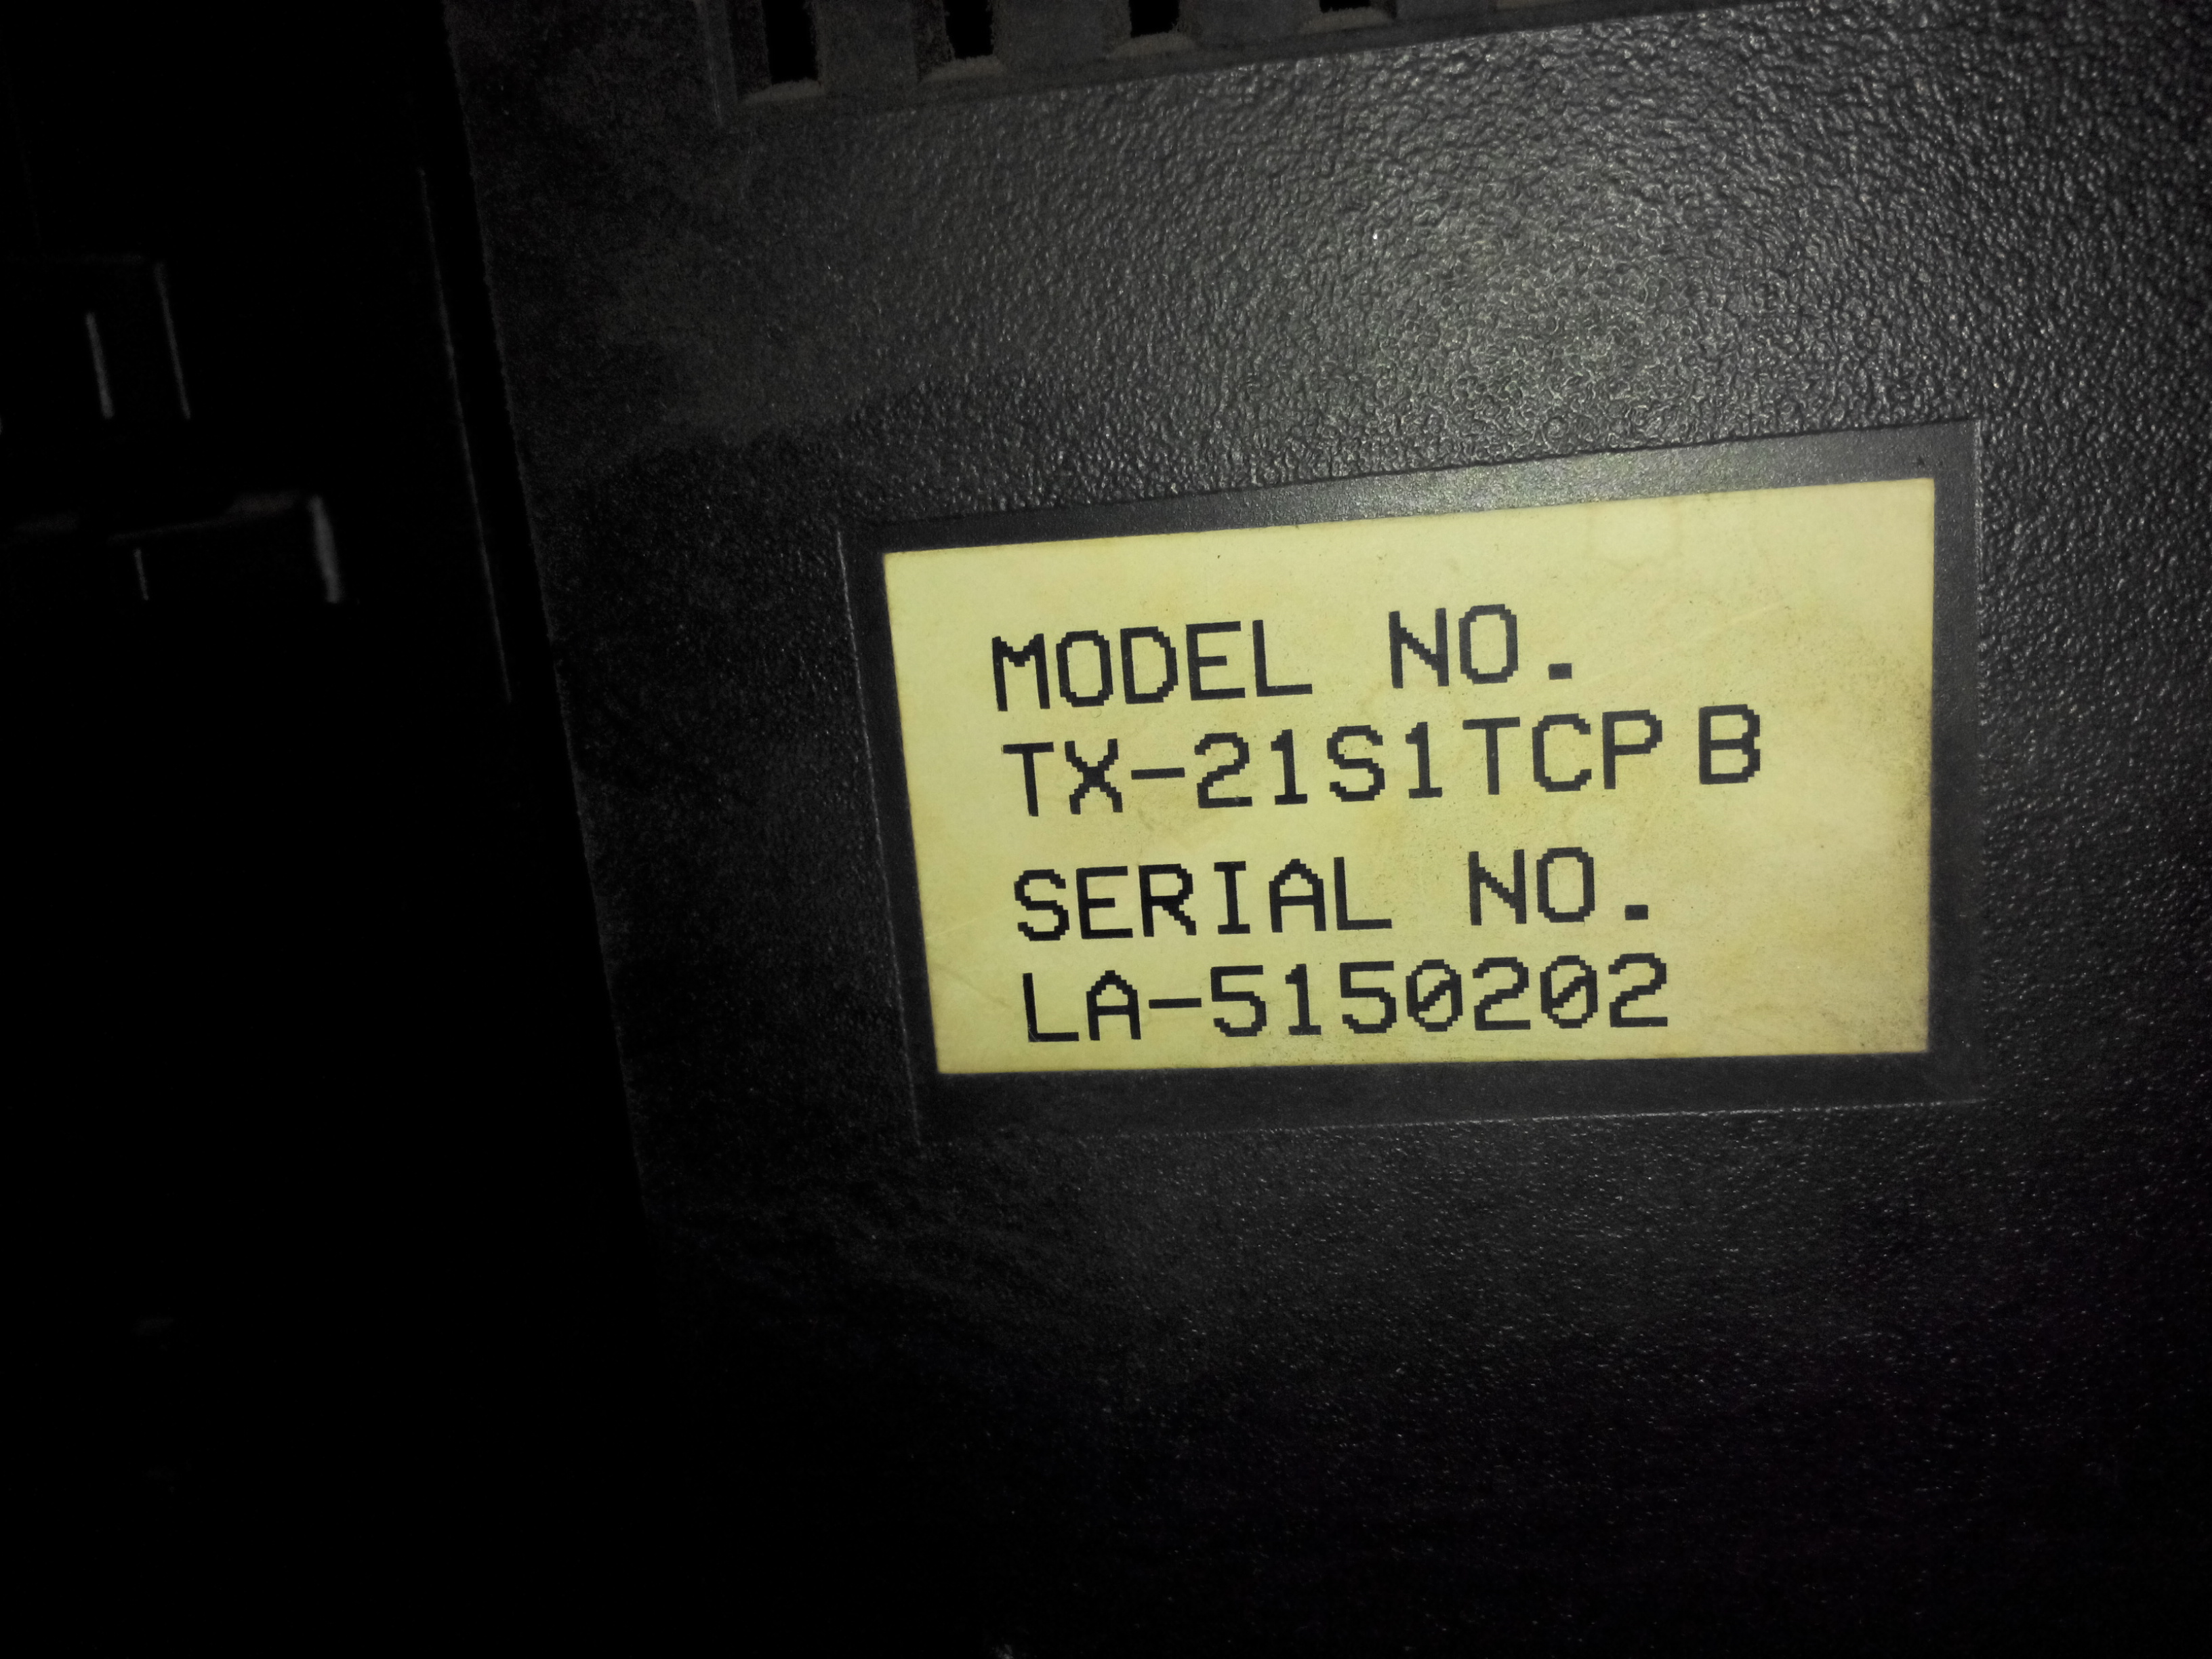 MODEL NO.
TX-21S1TCP B
SERIAL NO.
LA-5150202